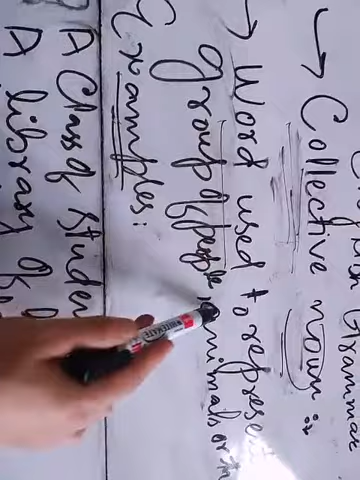 Grammar
→ Collective noun :-
→ Word used to represe
group of people animals or
Examples:
A Class of Studen
A library of